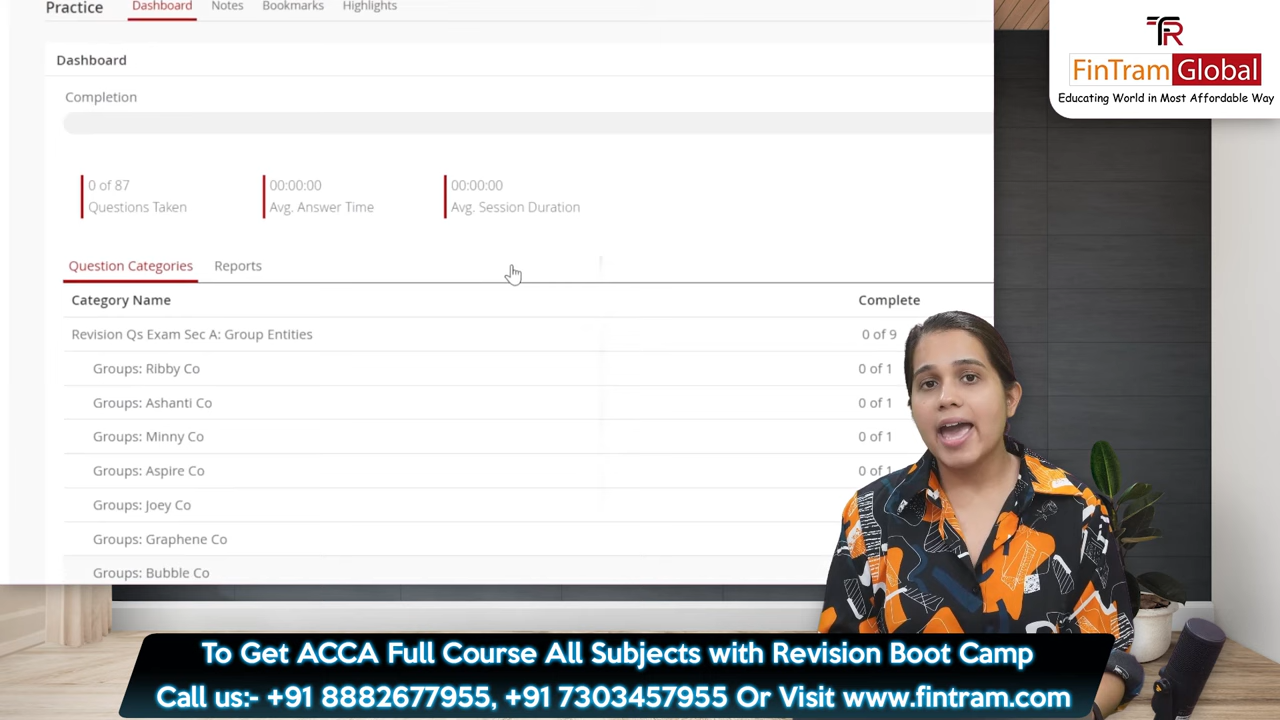 Practice
Dashboard
Notes
Bookmarks
Highlights
TR
FinTram Global
Educating World in Most Affordable Way
Dashboard
Completion
0 of 87
Questions Taken
00:00:00
Avg. Answer Time
00:00:00
Avg. Session Duration
Question Categories
Reports
Category Name
Complete
Revision Qs Exam Sec A: Group Entities
0 of 9
Groups: Ribby Co
0 of 1
Groups: Ashanti Co
0 of 1
Groups: Minny Co
0 of 1
Groups: Aspire Co
0 of 1
Groups: Joey Co
Groups: Graphene Co
Groups: Bubble Co
To Get ACCA Full Course All Subjects with Revision Boot Camp
Call us:- +91 8882677955, +91 7303457955 Or Visit www.fintram.com